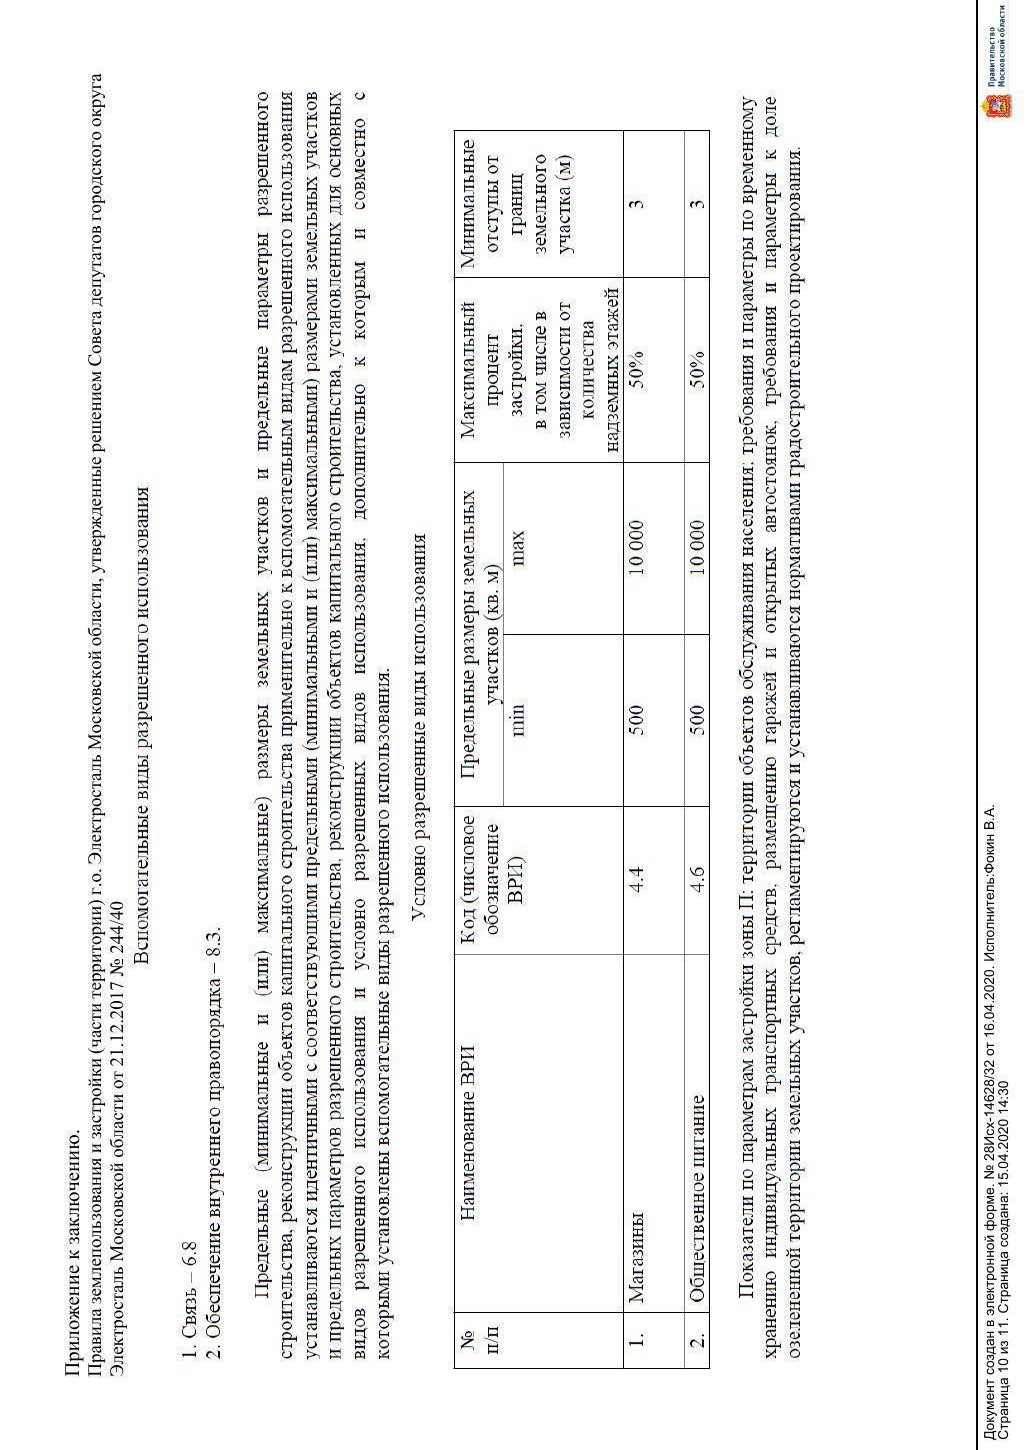 Приложение к заключению.
Правила землепользования и застройки (части территории) г.о. Электросталь Московской области, утвержденные решением Совета депутатов городского округа
Электросталь Московской области от 21.12.2017 № 244/40
Вспомогательные виды разрешенного использования
1. Связь – 6.8
2. Обеспечение внутреннего правопорядка – 8.3.
Предельные (минимальные и (или) максимальные) размеры земельных участков и предельные параметры разрешенного
строительства, реконструкции объектов капитального строительства применительно к вспомогательным видам разрешенного использования
устанавливаются идентичными с соответствующими предельными (минимальными и (или) максимальными) размерами земельных участков
и предельных параметров разрешенного строительства, реконструкции объектов капитального строительства, установленных для основных
видов разрешенного использования и условно разрешенных видов использования, дополнительно к которым и совместно с
которыми установлены вспомогательные виды разрешенного использования.
Условно разрешенные виды использования
№
п/п
Наименование ВРИ
Код (числовое
обозначение
ВРИ)
Предельные размеры земельных
участков (кв. м)
min
max
Максимальный
процент
застройки.
в том числе в
зависимости от
количества
надземных этажей
Минимальные
отступы от
границ
земельного
участка (м)
1. Магазины 4.4 500 10 000 50% 3
2. Общественное питание 4.6 500 10 000 50% 3
Показатели по параметрам застройки зоны П: территории объектов обслуживания населения; требования и параметры по временному
хранению индивидуальных транспортных средств, размещению гаражей и открытых автостоянок, требования и параметры к доле
озелененной территории земельных участков, регламентируются и устанавливаются нормативами градостроительного проектирования.
Документ создан в электронной форме. № 28Исх-14628/32 от 16.04.2020. Исполнитель:Фокин В.А.
Страница 10 из 11. Страница создана: 15.04.2020 14:30
Правительство
Московской области